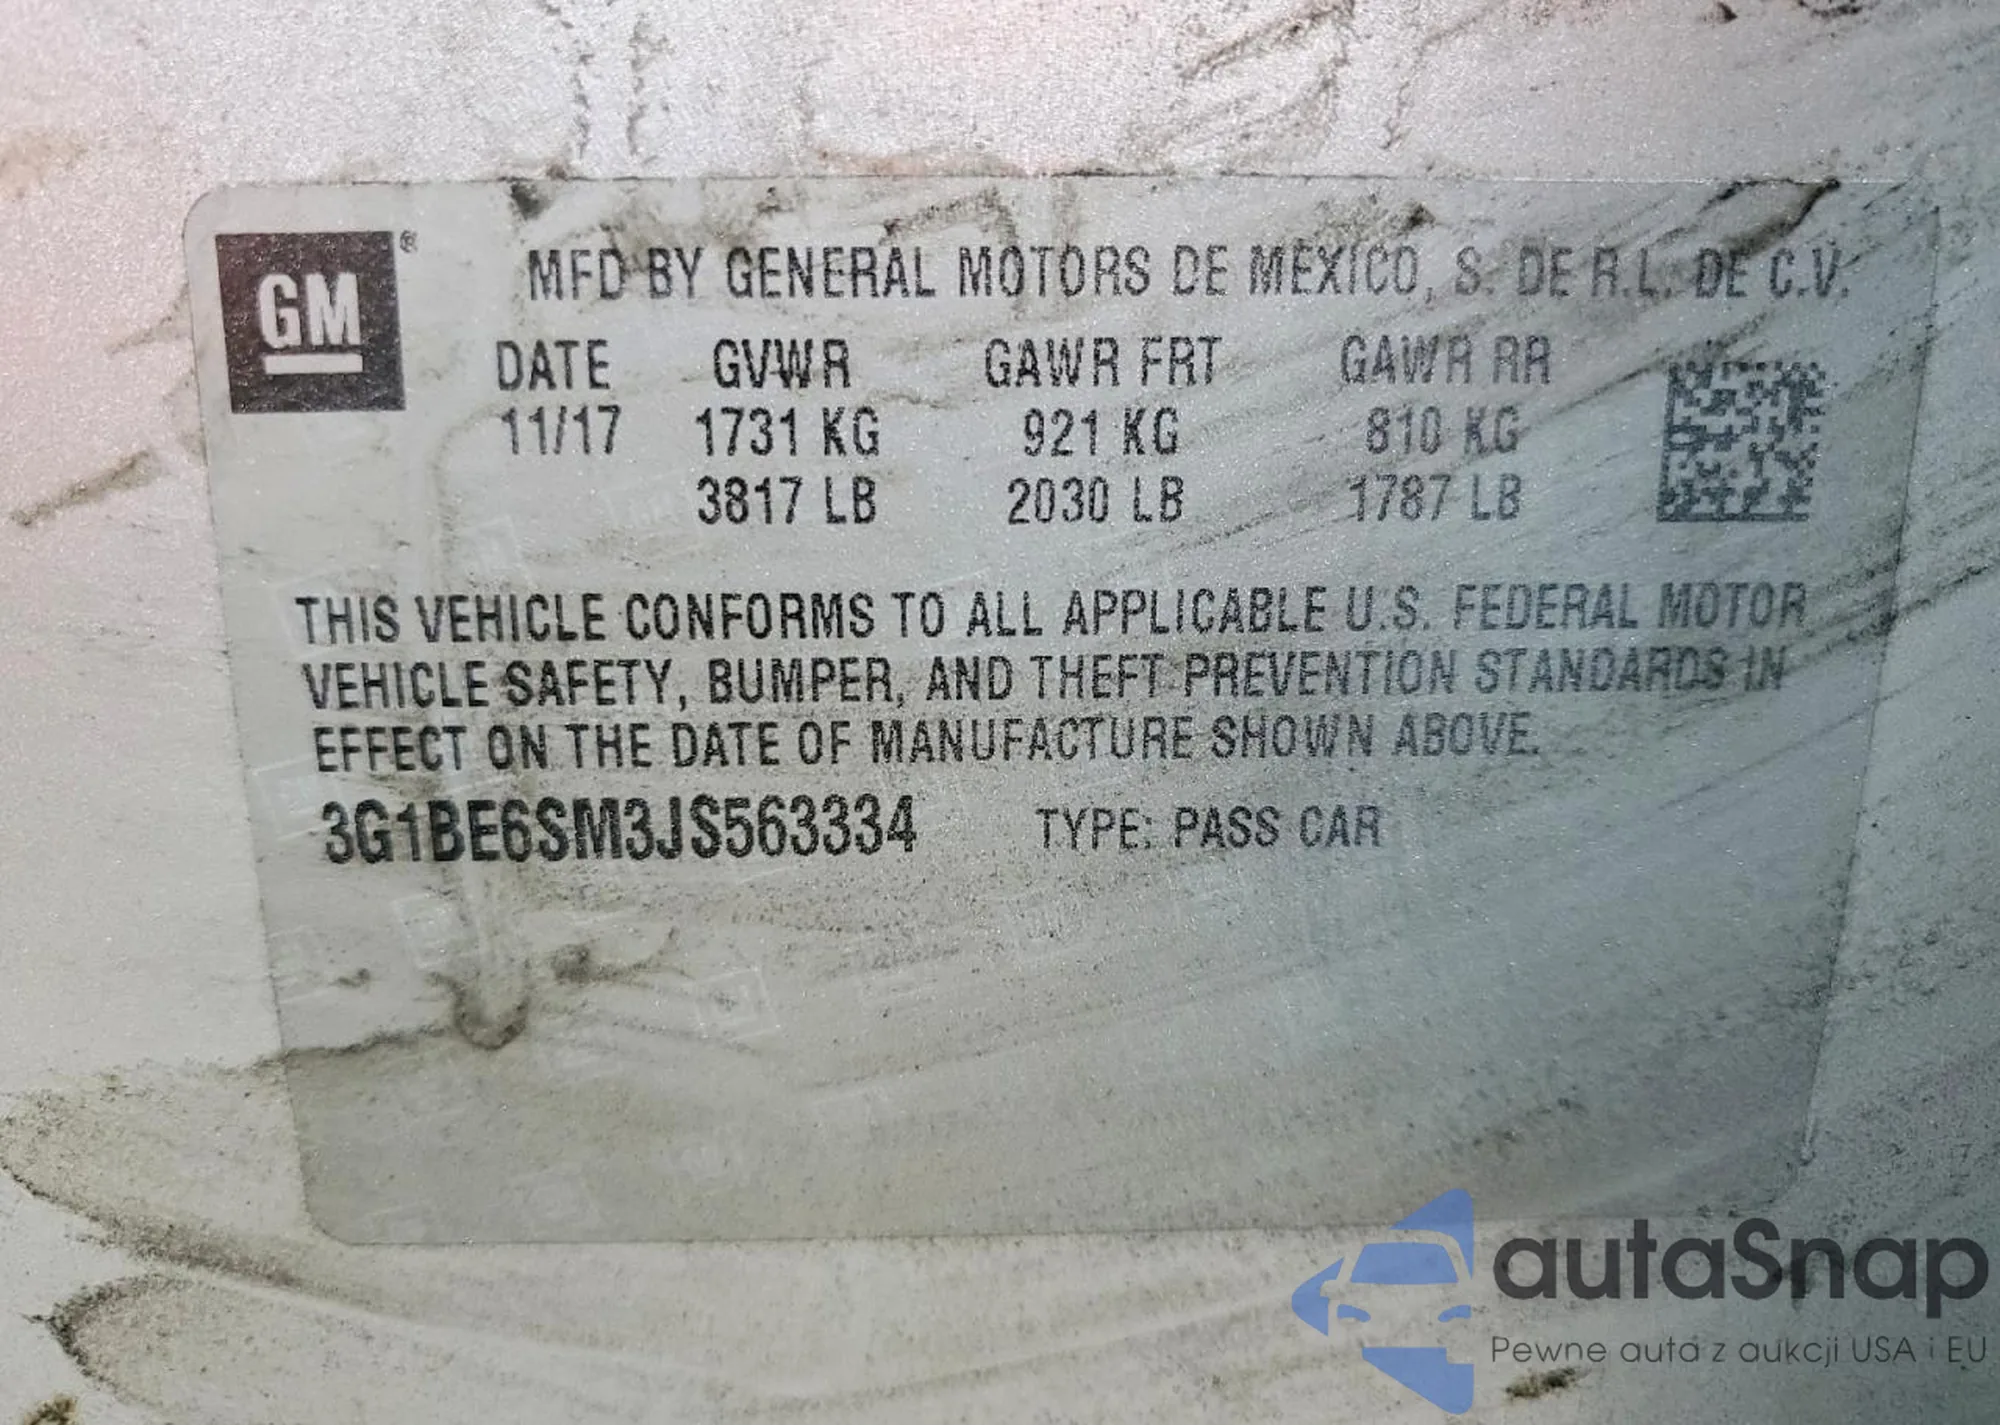 GM®
MFD BY GENERAL MOTORS DE MEXICO, S. DE R.L. DE C.V.
DATE GVWR GAWR FRT GAWR RR
11/17 1731 KG 921 KG 810 KG
3817 LB 2030 LB 1787 LB
THIS VEHICLE CONFORMS TO ALL APPLICABLE U.S. FEDERAL MOTOR
VEHICLE SAFETY, BUMPER, AND THEFT PREVENTION STANDARDS IN
EFFECT ON THE DATE OF MANUFACTURE SHOWN ABOVE.
3G1BE6SM3JS563334 TYPE: PASS CAR
autaSnap
Pewne auta z aukcji USA i EU